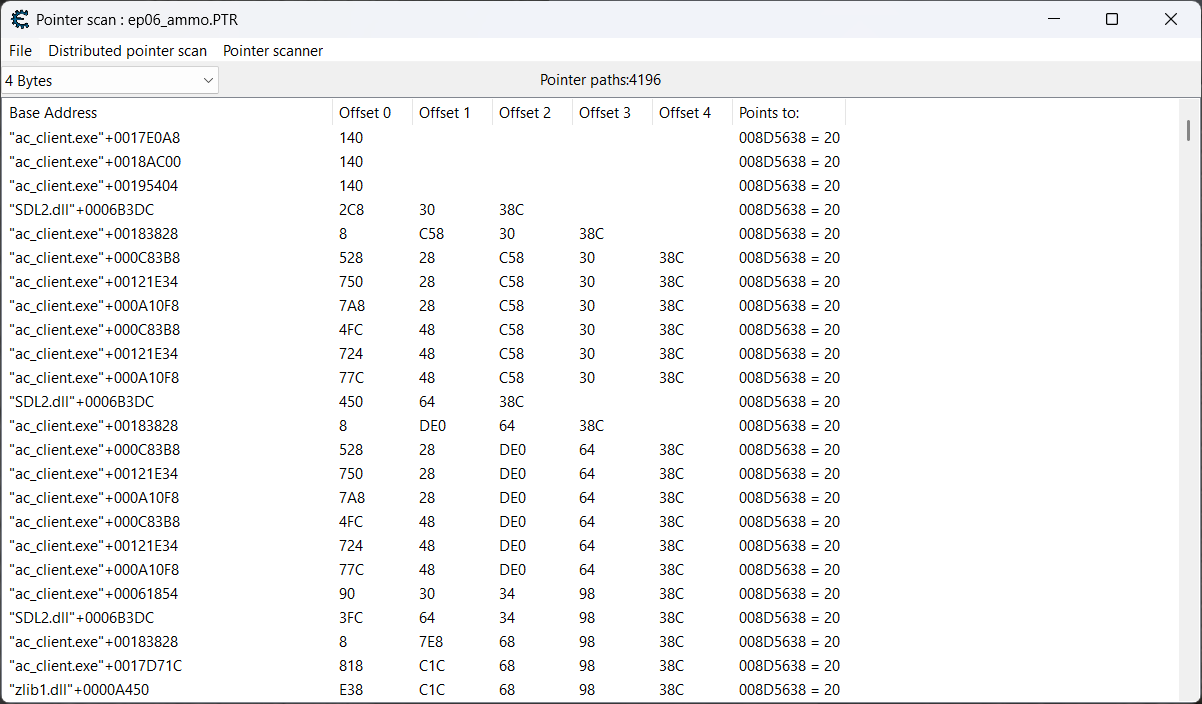 Pointer scan : ep06_ammo.PTR
File Distributed pointer scan Pointer scanner
4 Bytes Pointer paths:4196
Base Address Offset 0 Offset 1 Offset 2 Offset 3 Offset 4 Points to:
"ac_client.exe"+0017E0A8 140 008D5638 = 20
"ac_client.exe"+0018AC00 140 008D5638 = 20
"ac_client.exe"+00195404 140 008D5638 = 20
"SDL2.dll"+0006B3DC 2C8 30 38C 008D5638 = 20
"ac_client.exe"+00183828 8 C58 30 38C 008D5638 = 20
"ac_client.exe"+000C83B8 528 28 C58 30 38C 008D5638 = 20
"ac_client.exe"+00121E34 750 28 C58 30 38C 008D5638 = 20
"ac_client.exe"+000A10F8 7A8 28 C58 30 38C 008D5638 = 20
"ac_client.exe"+000C83B8 4FC 48 C58 30 38C 008D5638 = 20
"ac_client.exe"+00121E34 724 48 C58 30 38C 008D5638 = 20
"ac_client.exe"+000A10F8 77C 48 C58 30 38C 008D5638 = 20
"SDL2.dll"+0006B3DC 450 64 38C 008D5638 = 20
"ac_client.exe"+00183828 8 DE0 64 38C 008D5638 = 20
"ac_client.exe"+000C83B8 528 28 DE0 64 38C 008D5638 = 20
"ac_client.exe"+00121E34 750 28 DE0 64 38C 008D5638 = 20
"ac_client.exe"+000A10F8 7A8 28 DE0 64 38C 008D5638 = 20
"ac_client.exe"+000C83B8 4FC 48 DE0 64 38C 008D5638 = 20
"ac_client.exe"+00121E34 724 48 DE0 64 38C 008D5638 = 20
"ac_client.exe"+000A10F8 77C 48 DE0 64 38C 008D5638 = 20
"ac_client.exe"+00061854 90 30 34 98 38C 008D5638 = 20
"SDL2.dll"+0006B3DC 3FC 64 34 98 38C 008D5638 = 20
"ac_client.exe"+00183828 8 7E8 68 98 38C 008D5638 = 20
"ac_client.exe"+0017D71C 818 C1C 68 98 38C 008D5638 = 20
"zlib1.dll"+0000A450 E38 C1C 68 98 38C 008D5638 = 20